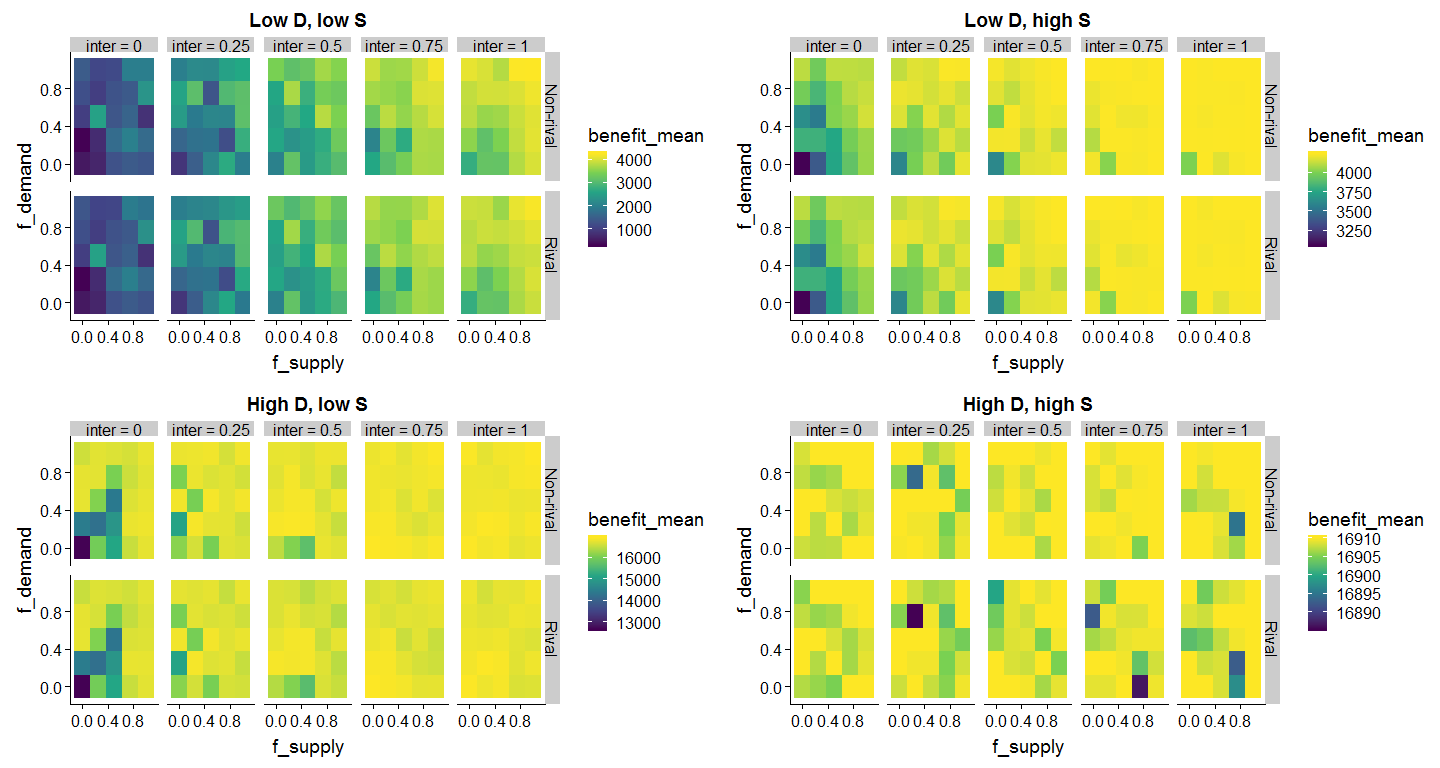 Low D, low S
inter = 0 inter = 0.25 inter = 0.5 inter = 0.75 inter = 1
f_demand
0.8
0.4
0.0
Non-rival
0.8
0.4
0.0
Rival
0.0 0.4 0.8 0.0 0.4 0.8 0.0 0.4 0.8 0.0 0.4 0.8 0.0 0.4 0.8
f_supply
benefit_mean
4000
3000
2000
1000
Low D, high S
inter = 0 inter = 0.25 inter = 0.5 inter = 0.75 inter = 1
f_demand
0.8
0.4
0.0
Non-rival
0.8
0.4
0.0
Rival
0.0 0.4 0.8 0.0 0.4 0.8 0.0 0.4 0.8 0.0 0.4 0.8 0.0 0.4 0.8
f_supply
benefit_mean
4000
3750
3500
3250
High D, low S
inter = 0 inter = 0.25 inter = 0.5 inter = 0.75 inter = 1
f_demand
0.8
0.4
0.0
Non-rival
0.8
0.4
0.0
Rival
0.0 0.4 0.8 0.0 0.4 0.8 0.0 0.4 0.8 0.0 0.4 0.8 0.0 0.4 0.8
f_supply
benefit_mean
16000
15000
14000
13000
High D, high S
inter = 0 inter = 0.25 inter = 0.5 inter = 0.75 inter = 1
f_demand
0.8
0.4
0.0
Non-rival
0.8
0.4
0.0
Rival
0.0 0.4 0.8 0.0 0.4 0.8 0.0 0.4 0.8 0.0 0.4 0.8 0.0 0.4 0.8
f_supply
benefit_mean
16910
16905
16900
16895
16890